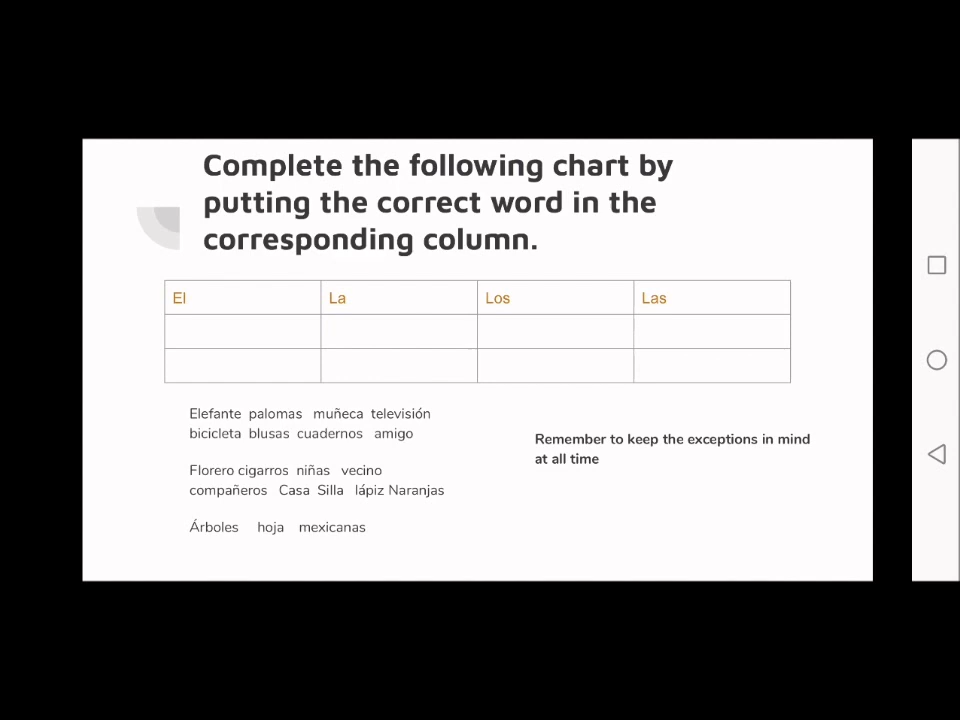 Complete the following chart by
putting the correct word in the
corresponding column.
El La Los Las
Elefante palomas muñeca televisión
bicicleta blusas cuadernos amigo
Florero cigarros niñas vecino
compañeros Casa Silla lápiz Naranjas
Árboles hoja mexicanas
Remember to keep the exceptions in mind
at all time